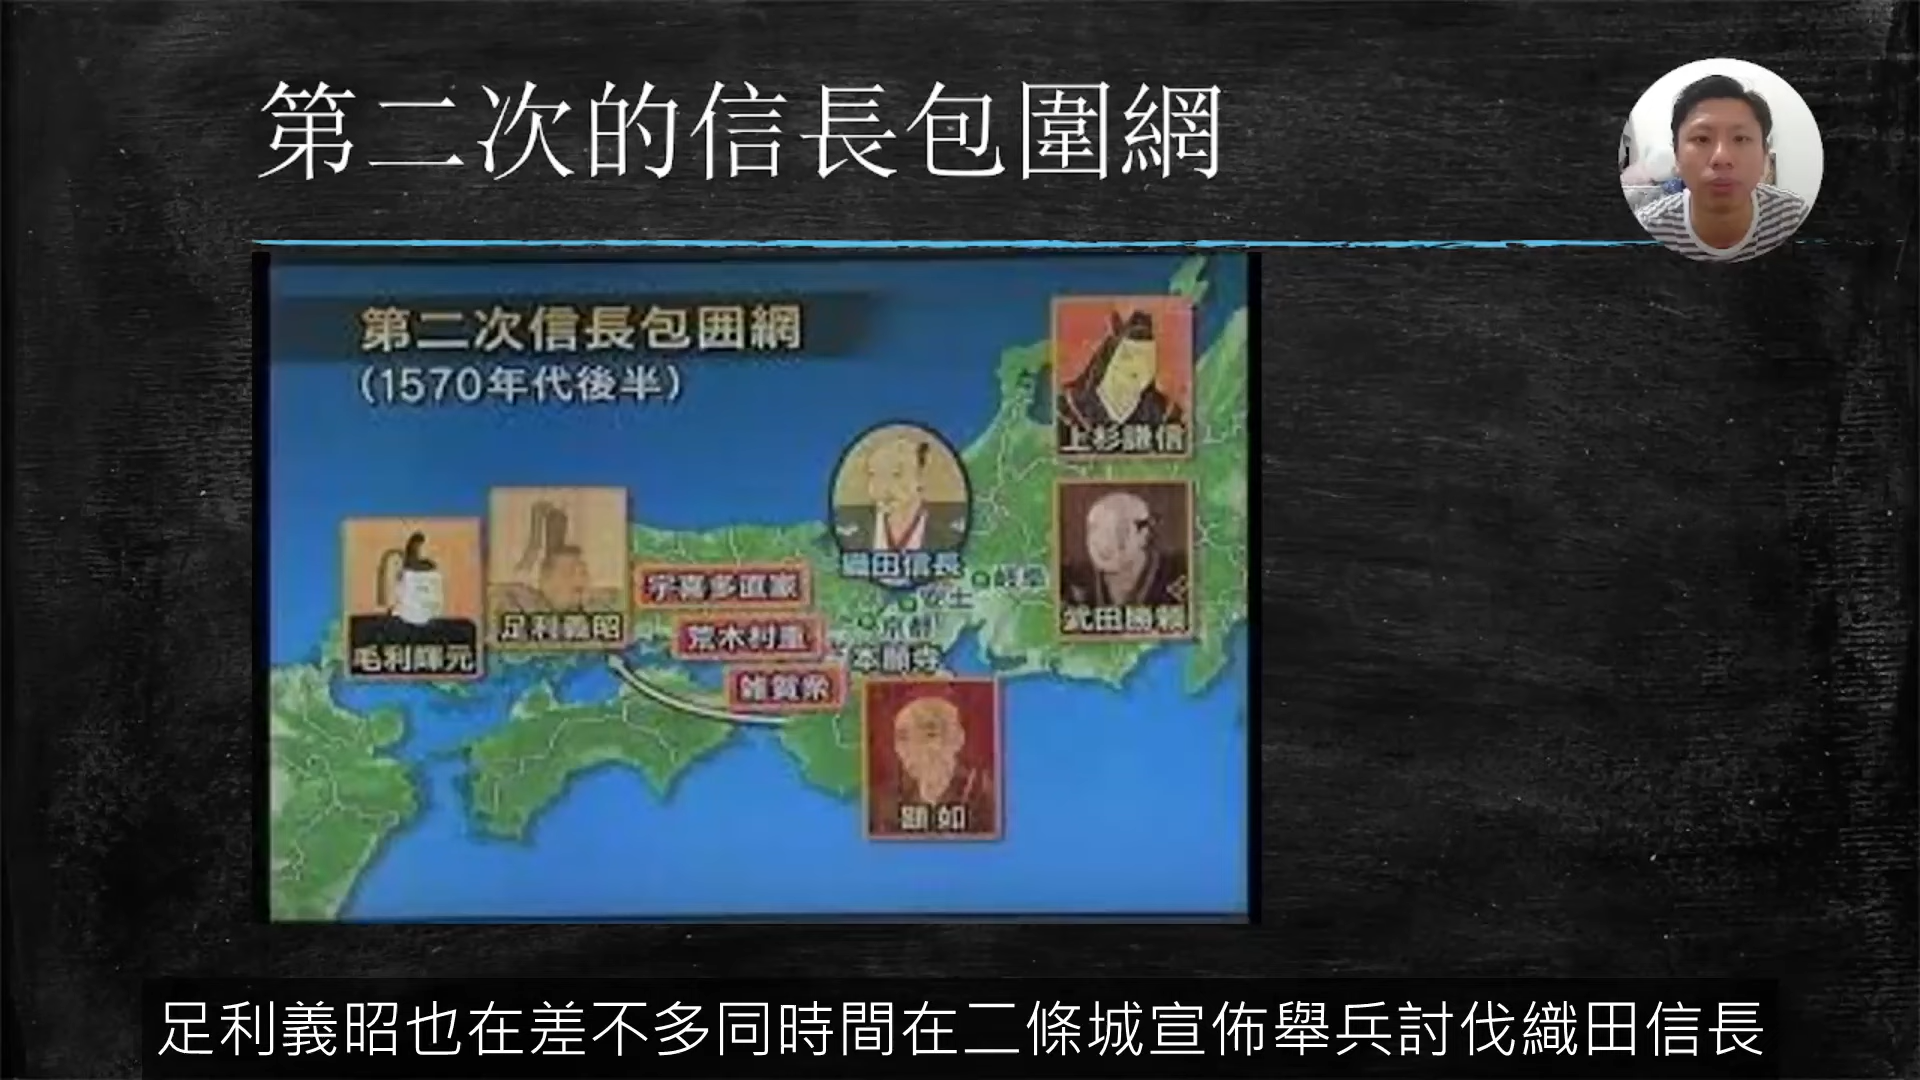 第二次的信長包圍網
第二次信長包囲網
(1570年代後半)
上杉謙信
織田信長
岐阜
安土
京都
本願寺
武田勝頼
宇喜多直家
足利義昭
荒木村重
毛利輝元
雑賀衆
顕如
足利義昭也在差不多同時間在二條城宣佈舉兵討伐織田信長